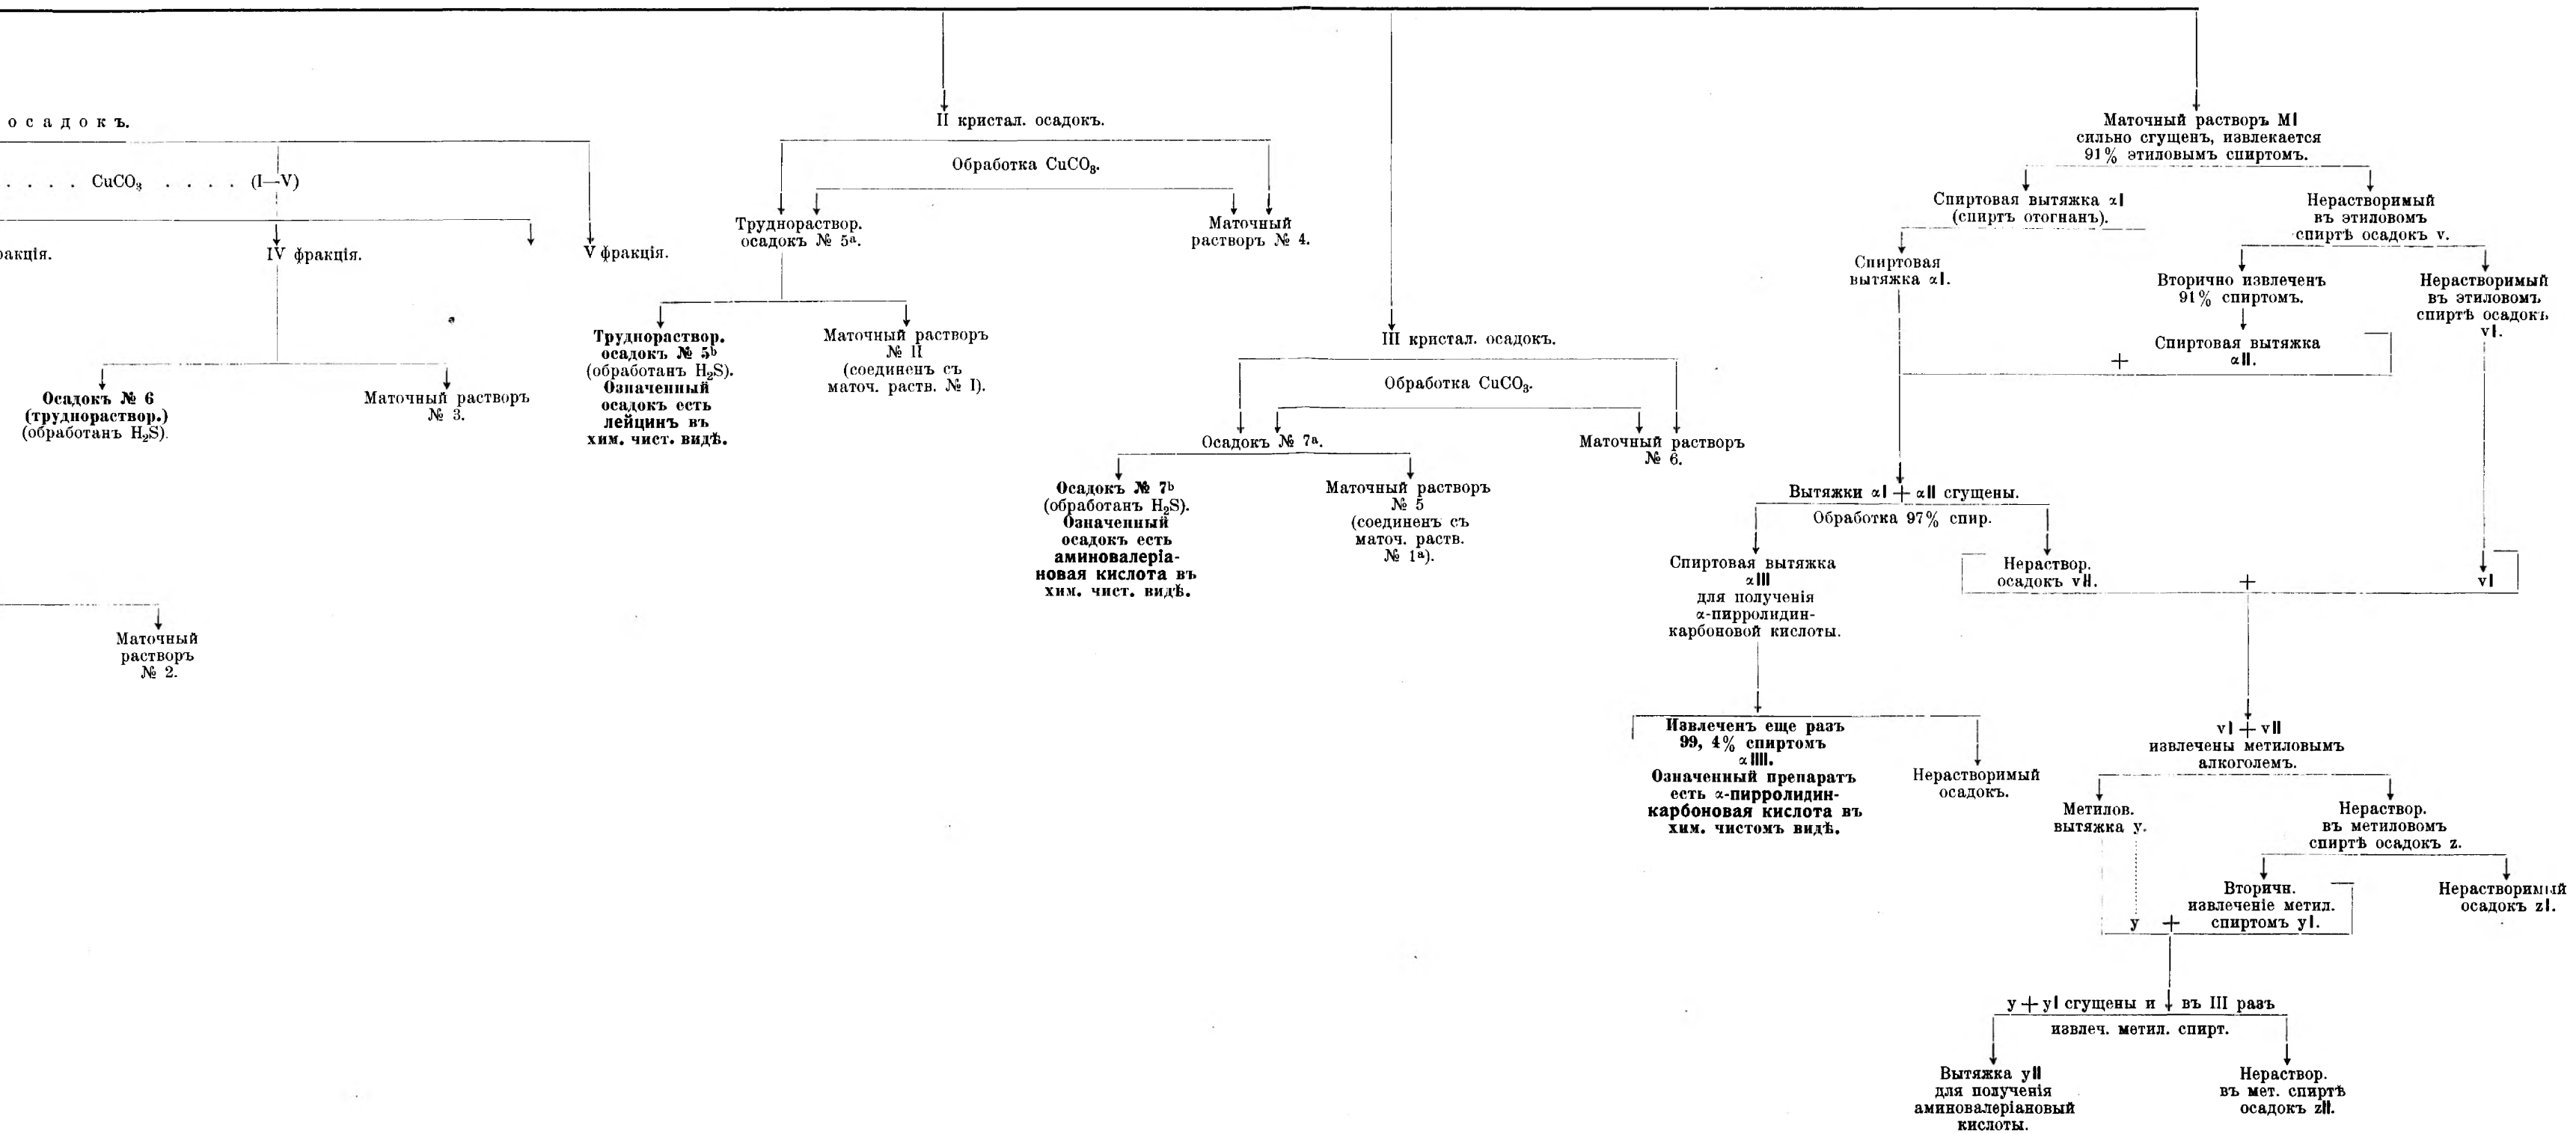 о с а д о к ъ.
. . . . CuCO₃ . . . . (I—V)
ракція.
IV фракція.
V фракція.
Осадокъ № 6
(труднораствор.)
(обработанъ H₂S).
Маточный растворъ
№ 3.
Маточный
растворъ
№ 2.
II кристал. осадокъ.
Обработка CuCO₃.
Труднораствор.
осадокъ № 5ᵃ.
Маточный
растворъ № 4.
Труднораствор.
осадокъ № 5ᵇ
(обработанъ H₂S).
Означенный
осадокъ есть
лейцинъ въ
хим. чист. видѣ.
Маточный растворъ
№ II
(соединенъ съ
маточ. раств. № I).
III кристал. осадокъ.
Обработка CuCO₃.
Осадокъ № 7ᵃ.
Маточный растворъ
№ 6.
Осадокъ № 7ᵇ
(обработанъ H₂S).
Означенный
осадокъ есть
аминовалеріа-
новая кислота въ
хим. чист. видѣ.
Маточный растворъ
№ 5
(соединенъ съ
маточ. раств.
№ 1ᵃ).
Маточный растворъ MI
сильно сгущенъ, извлекается
91% этиловымъ спиртомъ.
Спиртовая вытяжка αI
(спиртъ отогнанъ).
Нерастворимый
въ этиловомъ
спиртѣ осадокъ v.
Спиртовая
вытяжка αI.
Вторично извлеченъ
91% спиртомъ.
Нерастворимый
въ этиловомъ
спиртѣ осадокъ
vI.
Спиртовая вытяжка
+ αII.
Вытяжки αI + αII сгущены.
Обработка 97% спир.
Спиртовая вытяжка
αIII
для полученія
α-пирролидин-
карбоновой кислоты.
Нераствор.
осадокъ vII. + vI
Извлеченъ еще разъ
99, 4% спиртомъ
αIIII.
Означенный препаратъ
есть α-пирролидин-
карбоновая кислота въ
хим. чистомъ видѣ.
Нерастворимый
осадокъ.
vI + vII
извлечены метиловымъ
алкоголемъ.
Метилов.
вытяжка y.
Нераствор.
въ метиловомъ
спиртѣ осадокъ z.
Вторичн.
извлеченіе метил.
y + спиртомъ yI.
Нерастворимый
осадокъ zI.
y + yI сгущены и въ III разъ
извлеч. метил. спирт.
Вытяжка yII
для полученія
аминовалеріановый
кислоты.
Нераствор.
въ мет. спиртѣ
осадокъ zII.